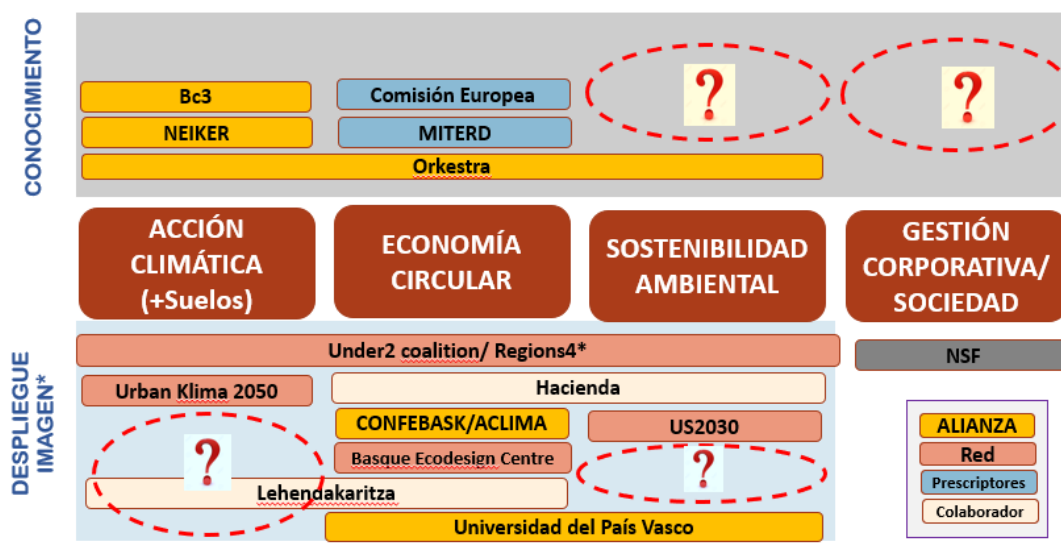 CONOCIMIENTO
Bc3
Comisión Europea
?
?
NEIKER
MITERD
Orkestra
ACCIÓN
CLIMÁTICA
(+Suelos)
ECONOMÍA
CIRCULAR
SOSTENIBILIDAD
AMBIENTAL
GESTIÓN
CORPORATIVA/
SOCIEDAD
DESPLIEGUE
IMAGEN*
Under2 coalition/ Regions4*
NSF
Urban Klima 2050
Hacienda
CONFEBASK/ACLIMA
US2030
?
Basque Ecodesign Centre
?
Lehendakaritza
Universidad del País Vasco
ALIANZA
Red
Prescriptores
Colaborador